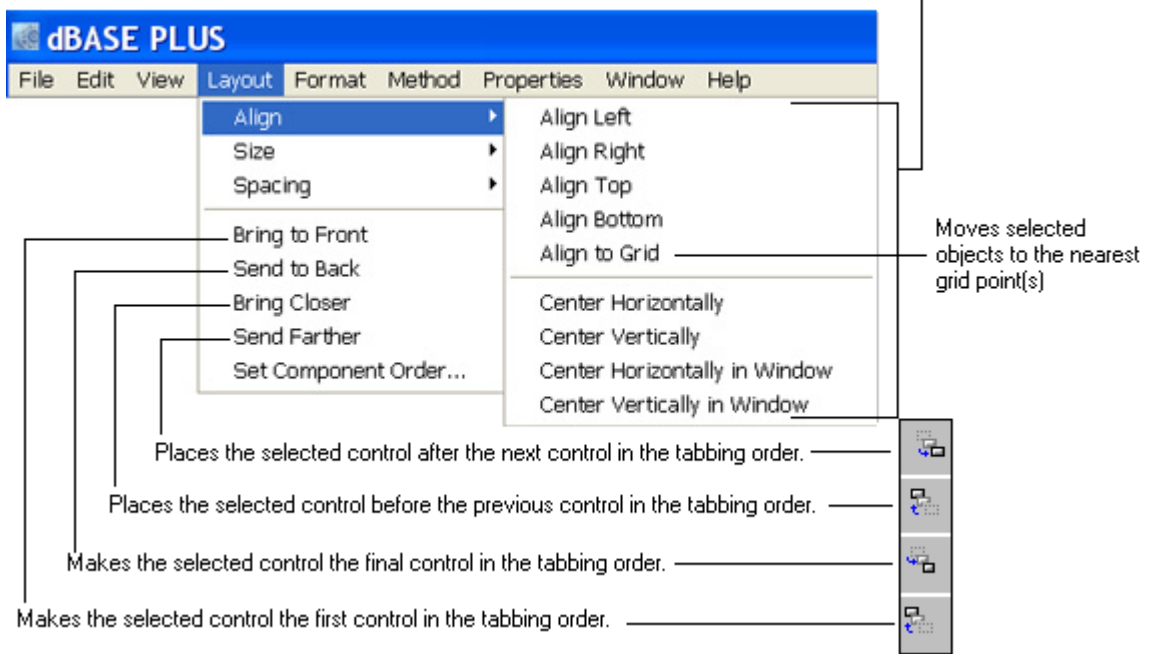 dBASE PLUS
File Edit View Layout Format Method Properties Window Help
Align
Size
Spacing
Bring to Front
Send to Back
Bring Closer
Send Farther
Set Component Order...
Align Left
Align Right
Align Top
Align Bottom
Align to Grid
Center Horizontally
Center Vertically
Center Horizontally in Window
Center Vertically in Window
Moves selected
objects to the nearest
grid point(s)
Places the selected control after the next control in the tabbing order.
Places the selected control before the previous control in the tabbing order.
Makes the selected control the final control in the tabbing order.
Makes the selected control the first control in the tabbing order.